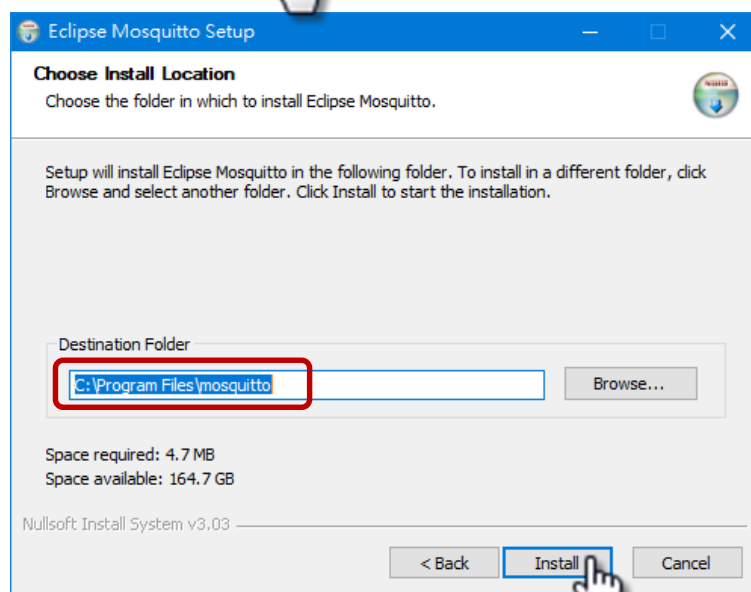 Eclipse Mosquitto Setup
Choose Install Location
Choose the folder in which to install Eclipse Mosquitto.
Setup will install Eclipse Mosquitto in the following folder. To install in a different folder, click
Browse and select another folder. Click Install to start the installation.
Destination Folder
C:\Program Files\mosquitto
Browse...
Space required: 4.7 MB
Space available: 164.7 GB
Nullsoft Install System v3.03
< Back
Install
Cancel